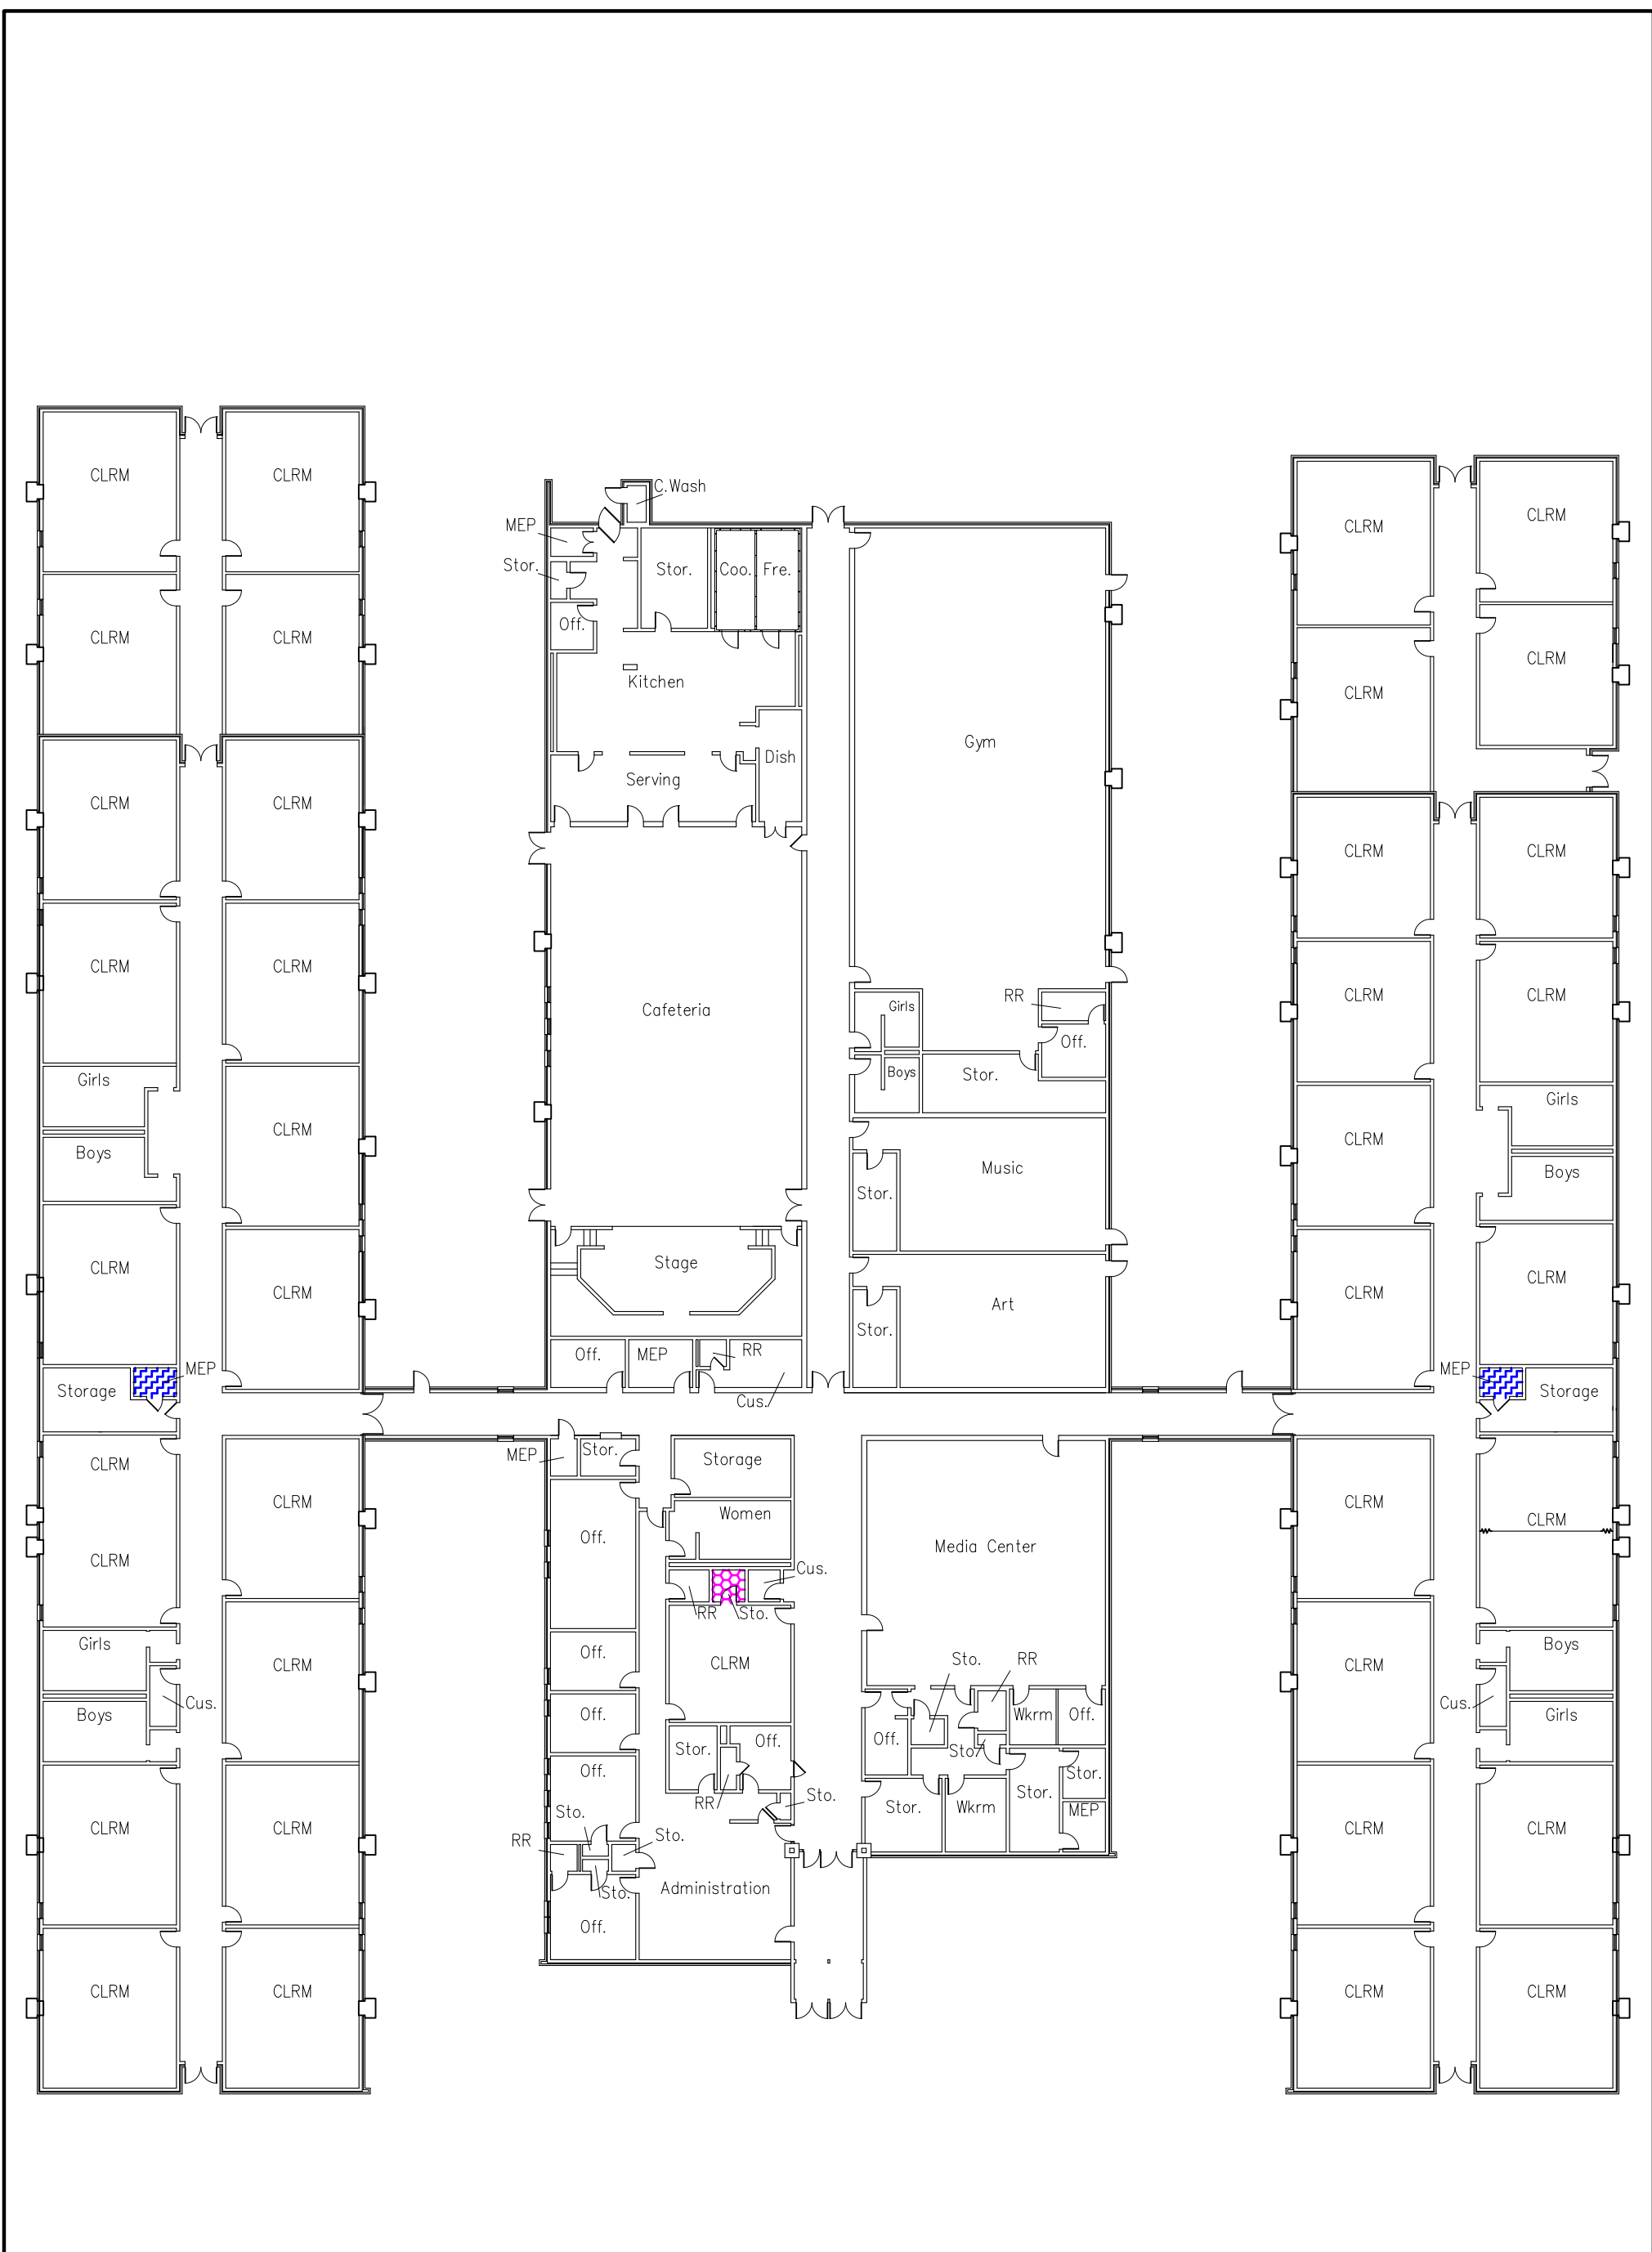 CLRM
CLRM
CLRM
CLRM
CLRM
CLRM
CLRM
CLRM
Girls
CLRM
Boys
CLRM
CLRM
MEP
Storage
CLRM
CLRM
CLRM
CLRM
Girls
Cus.
Boys
CLRM
CLRM
CLRM
CLRM
C.Wash
MEP
Stor.
Stor.
Coo.
Fre.
Off.
Kitchen
Dish
Serving
Gym
Cafeteria
RR
Girls
Off.
Boys
Stor.
Music
Stor.
Stage
Art
Stor.
Off.
MEP
RR
Cus.
MEP
Stor.
Storage
Women
Off.
Media Center
Cus.
RR
Sto.
Off.
CLRM
Sto.
RR
Off.
Stor.
Off.
Off.
Sto.
Wkrm
Off.
Off.
RR
Sto.
Stor.
Wkrm
Stor.
Stor.
MEP
Sto.
Sto.
RR
Sto.
Administration
Off.
CLRM
CLRM
CLRM
CLRM
CLRM
CLRM
CLRM
CLRM
Girls
CLRM
Boys
CLRM
CLRM
MEP
Storage
CLRM
CLRM
CLRM
Boys
Cus.
Girls
CLRM
CLRM
CLRM
CLRM